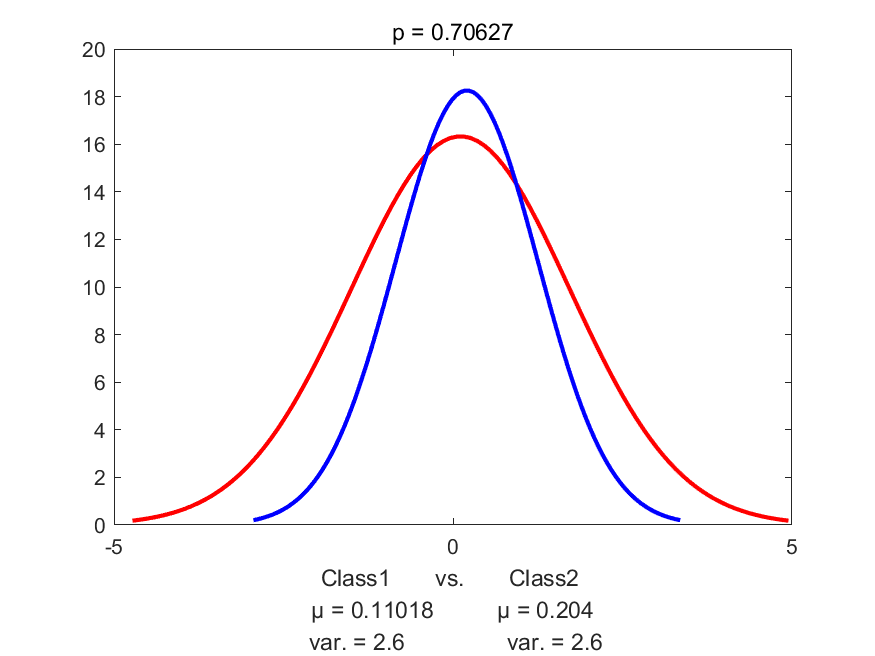 p = 0.70627
20
18
16
14
12
10
8
6
4
2
0
-5 0 5
Class1 vs. Class2
μ = 0.11018 μ = 0.204
var. = 2.6 var. = 2.6